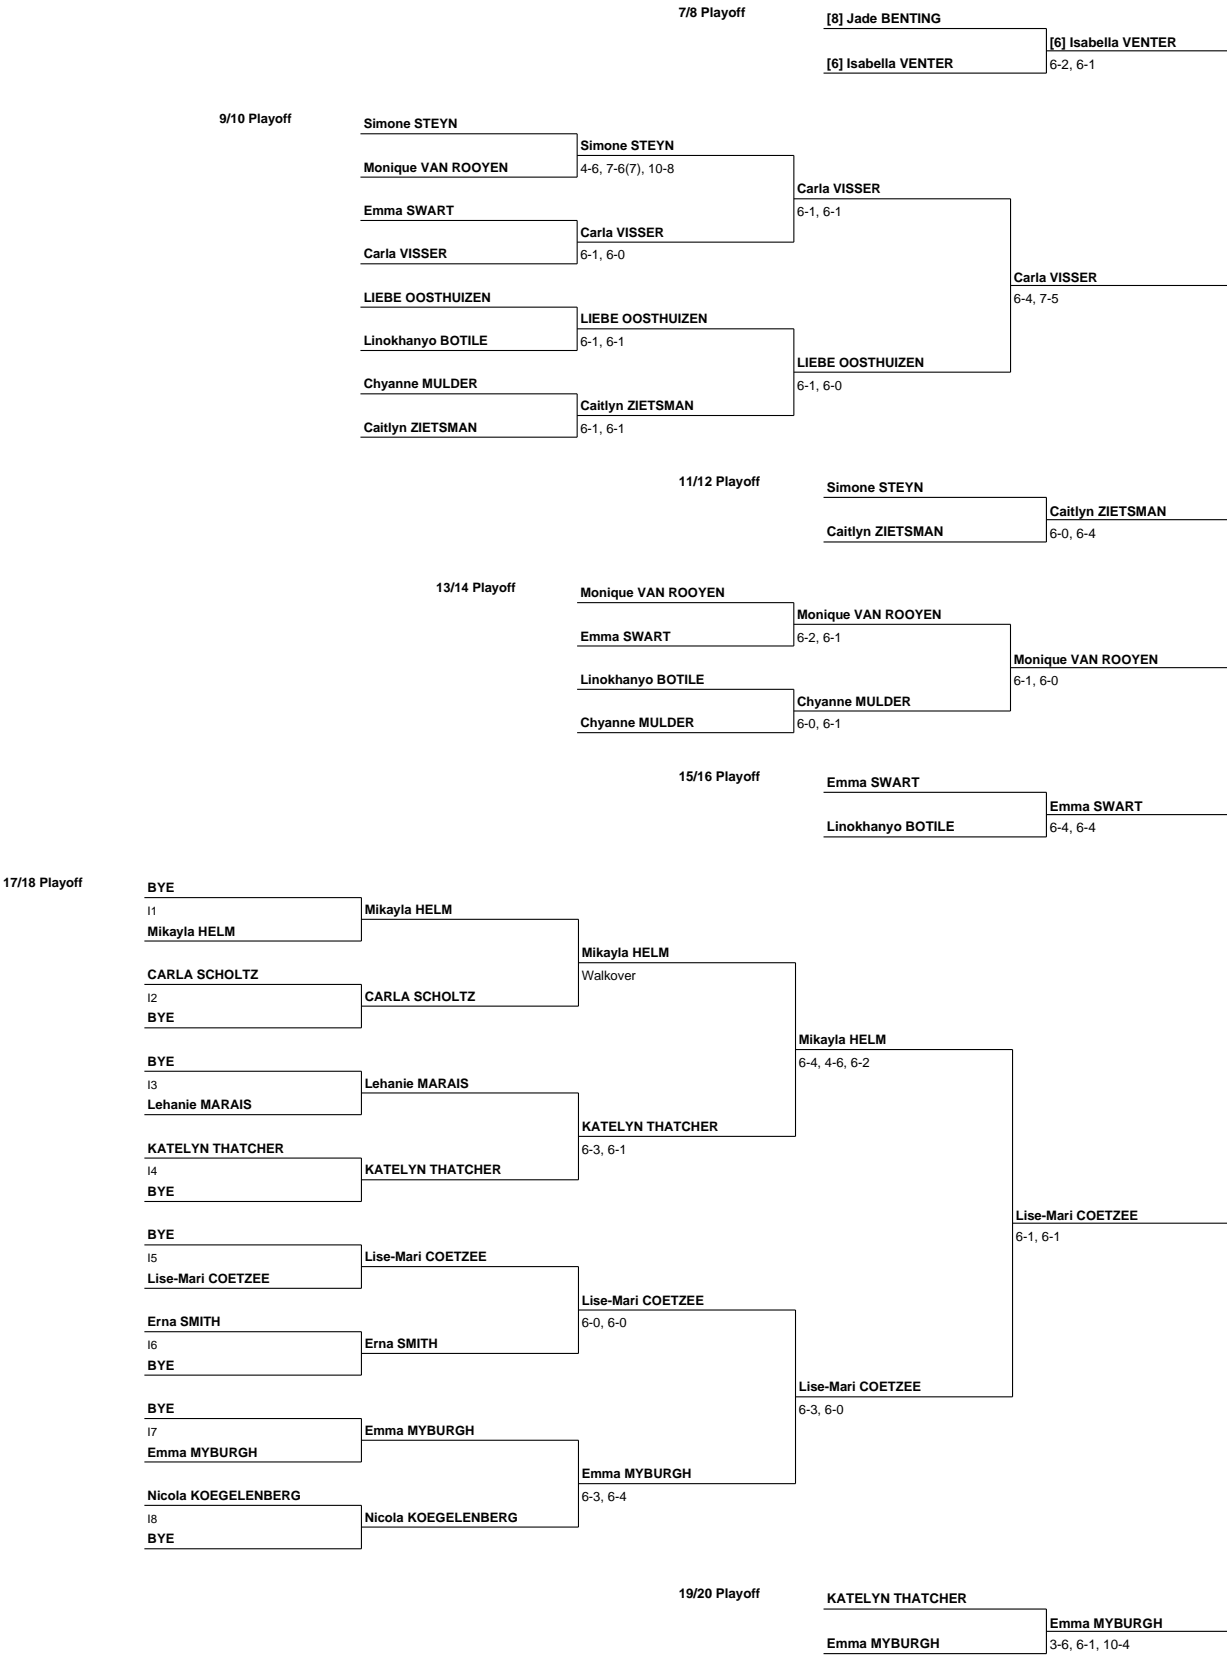 7/8 Playoff
[8] Jade BENTING
[6] Isabella VENTER
[6] Isabella VENTER
6-2, 6-1
9/10 Playoff
Simone STEYN
Simone STEYN
Monique VAN ROOYEN
4-6, 7-6(7), 10-8
Carla VISSER
Emma SWART
6-1, 6-1
Carla VISSER
Carla VISSER
6-1, 6-0
Carla VISSER
LIEBE OOSTHUIZEN
6-4, 7-5
LIEBE OOSTHUIZEN
Linokhanyo BOTILE
6-1, 6-1
LIEBE OOSTHUIZEN
Chyanne MULDER
6-1, 6-0
Caitlyn ZIETSMAN
Caitlyn ZIETSMAN
6-1, 6-1
11/12 Playoff
Simone STEYN
Caitlyn ZIETSMAN
Caitlyn ZIETSMAN
6-0, 6-4
13/14 Playoff
Monique VAN ROOYEN
Monique VAN ROOYEN
Emma SWART
6-2, 6-1
Monique VAN ROOYEN
Linokhanyo BOTILE
6-1, 6-0
Chyanne MULDER
Chyanne MULDER
6-0, 6-1
15/16 Playoff
Emma SWART
Emma SWART
Linokhanyo BOTILE
6-4, 6-4
17/18 Playoff
BYE
I1
Mikayla HELM
Mikayla HELM
Mikayla HELM
CARLA SCHOLTZ
Walkover
I2
CARLA SCHOLTZ
BYE
Mikayla HELM
BYE
6-4, 4-6, 6-2
I3
Lehanie MARAIS
Lehanie MARAIS
KATELYN THATCHER
KATELYN THATCHER
6-3, 6-1
I4
KATELYN THATCHER
BYE
Lise-Mari COETZEE
BYE
6-1, 6-1
I5
Lise-Mari COETZEE
Lise-Mari COETZEE
Lise-Mari COETZEE
Erna SMITH
6-0, 6-0
I6
Erna SMITH
BYE
Lise-Mari COETZEE
BYE
6-3, 6-0
I7
Emma MYBURGH
Emma MYBURGH
Emma MYBURGH
Nicola KOEGELENBERG
6-3, 6-4
I8
Nicola KOEGELENBERG
BYE
19/20 Playoff
KATELYN THATCHER
Emma MYBURGH
Emma MYBURGH
3-6, 6-1, 10-4